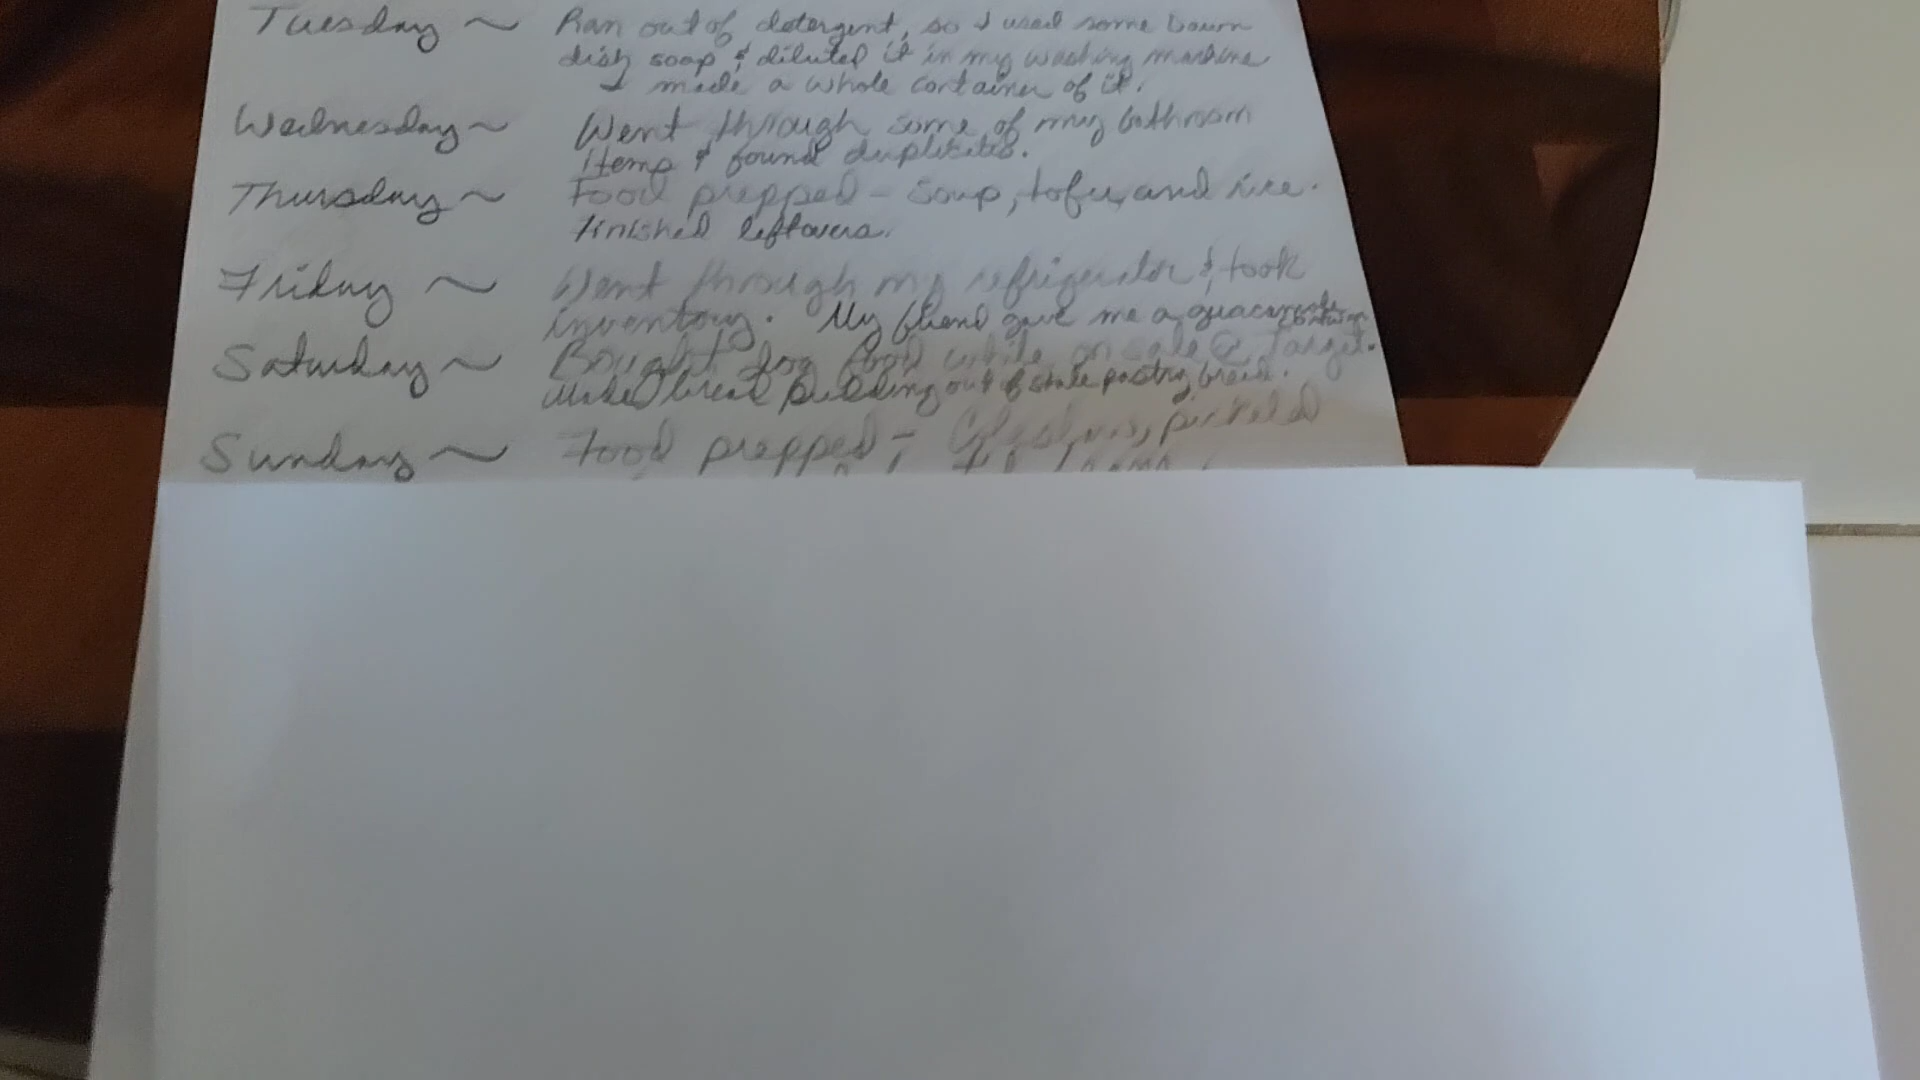 Tuesday ~ Ran out of detergent, so I used some Dawn
dish soap & diluted it in my washing machine
I made a whole container of it.
Wednesday ~ Went through some of my bathroom
items & found duplicates.
Thursday ~ Food prepped - soup, tofu, and rice.
Finished leftovers.
Friday ~ Went through my refrigerator & took
inventory. My friend gave me a guacamole
Saturday ~ Bought dog food while on sale @ Target.
Made bread pudding out of stale pastry bread.
Sunday ~ Food prepped - Coleslaw, pickled